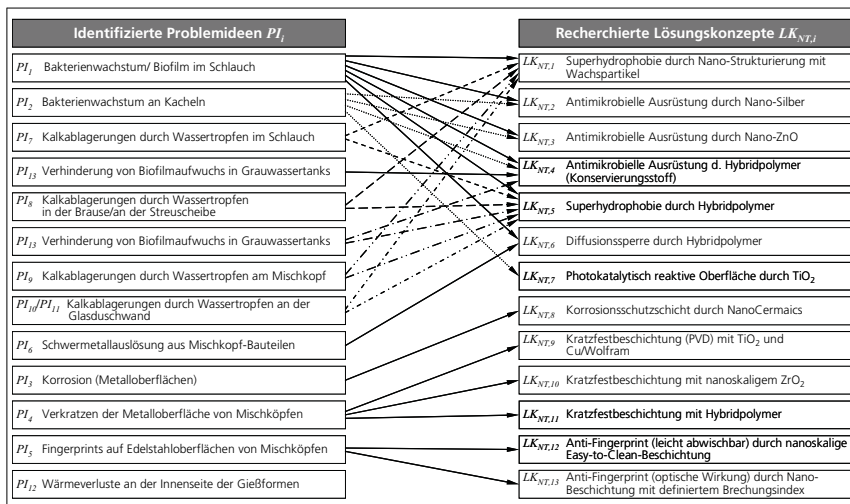 Identifizierte Problemideen PIi
PI1 Bakterienwachstum/ Biofilm im Schlauch
PI2 Bakterienwachstum an Kacheln
PI7 Kalkablagerungen durch Wassertropfen im Schlauch
PI13 Verhinderung von Biofilmaufwuchs in Grauwassertanks
PI8 Kalkablagerungen durch Wassertropfen
in der Brause/an der Streuscheibe
PI13 Verhinderung von Biofilmaufwuchs in Grauwassertanks
PI9 Kalkablagerungen durch Wassertropfen am Mischkopf
PI10/PI11 Kalkablagerungen durch Wassertropfen an der
Glasduschwand
PI6 Schwermetallauslösung aus Mischkopf-Bauteilen
PI3 Korrosion (Metalloberflächen)
PI4 Verkratzen der Metalloberfläche von Mischköpfen
PI5 Fingerprints auf Edelstahloberflächen von Mischköpfen
PI12 Wärmeverluste an der Innenseite der Gießformen
Recherchierte Lösungskonzepte LKNT,i
LKNT,1 Superhydrophobie durch Nano-Strukturierung mit
Wachspartikel
LKNT,2 Antimikrobielle Ausrüstung durch Nano-Silber
LKNT,3 Antimikrobielle Ausrüstung durch Nano-ZnO
LKNT,4 Antimikrobielle Ausrüstung d. Hybridpolymer
(Konservierungsstoff)
LKNT,5 Superhydrophobie durch Hybridpolymer
LKNT,6 Diffusionssperre durch Hybridpolymer
LKNT,7 Photokatalytisch reaktive Oberfläche durch TiO2
LKNT,8 Korrosionsschutzschicht durch NanoCermaics
LKNT,9 Kratzfestbeschichtung (PVD) mit TiO2 und
Cu/Wolfram
LKNT,10 Kratzfestbeschichtung mit nanoskaligem ZrO2
LKNT,11 Kratzfestbeschichtung mit Hybridpolymer
LKNT,12 Anti-Fingerprint (leicht abwischbar) durch nanoskalige
Easy-to-Clean-Beschichtung
LKNT,13 Anti-Fingerprint (optische Wirkung) durch Nano-
Beschichtung mit definiertem Brechungsindex